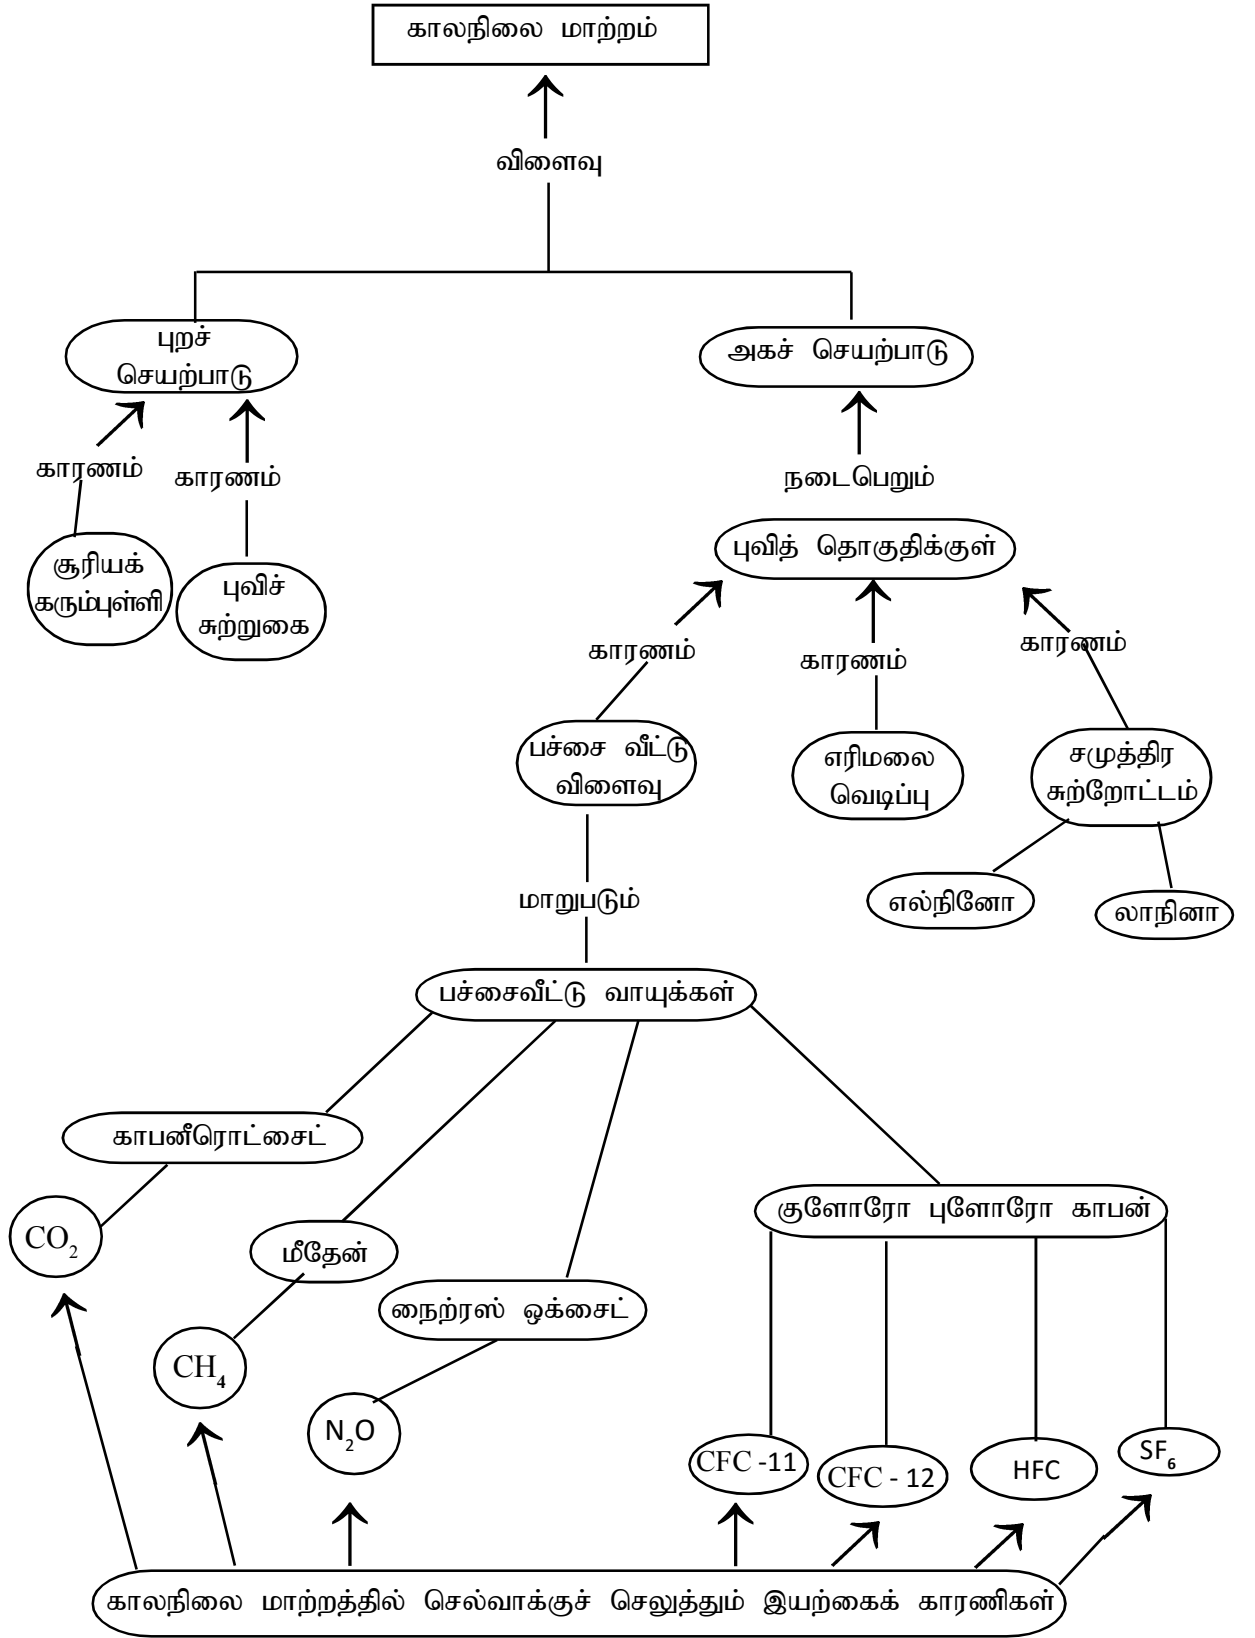 காலநிலை மாற்றம்
விளைவு
புறச்
செயற்பாடு
அகச் செயற்பாடு
காரணம்
காரணம்
நடைபெறும்
சூரியக்
கரும்புள்ளி
புவிச்
சுற்றுகை
புவித் தொகுதிக்குள்
காரணம்
காரணம்
காரணம்
பச்சை வீட்டு
விளைவு
எரிமலை
வெடிப்பு
சமுத்திர
சுற்றோட்டம்
எல்நினோ
லாநினா
மாறுபடும்
பச்சைவீட்டு வாயுக்கள்
காபனீரொட்சைட்
CO₂
மீதேன்
CH₄
நைற்ரஸ் ஒக்சைட்
N₂O
குளோரோ புளோரோ காபன்
CFC -11
CFC - 12
HFC
SF₆
காலநிலை மாற்றத்தில் செல்வாக்குச் செலுத்தும் இயற்கைக் காரணிகள்